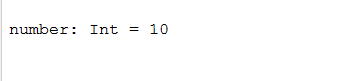 number: Int = 10